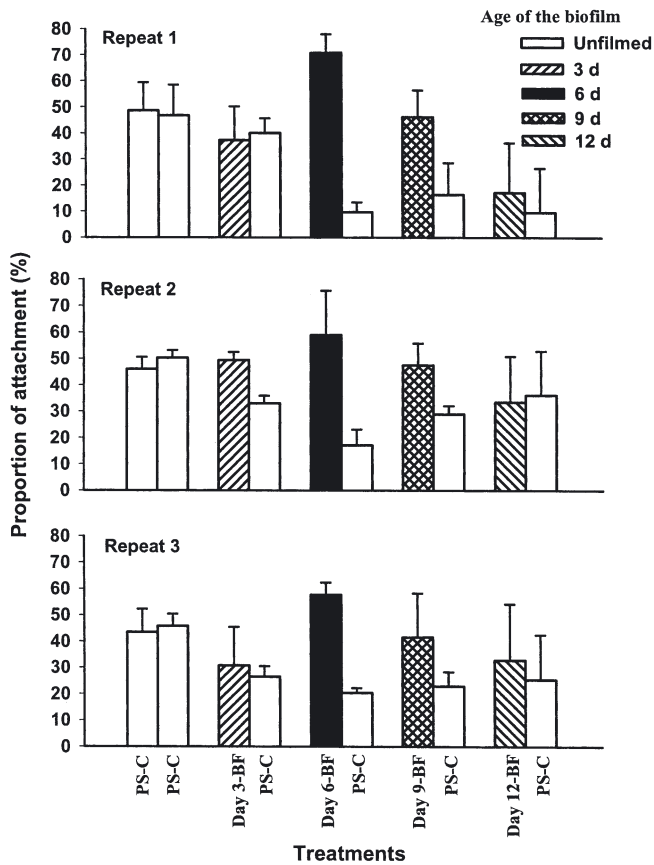 Age of the biofilm
Unfilmed
3 d
6 d
9 d
12 d
Repeat 1
80
70
60
50
40
30
20
10
0
Proportion of attachment (%)
Repeat 2
80
70
60
50
40
30
20
10
0
Repeat 3
80
70
60
50
40
30
20
10
0
PS-C
PS-C
Day 3-BF
PS-C
Day 6-BF
PS-C
Day 9-BF
PS-C
Day 12-BF
PS-C
Treatments